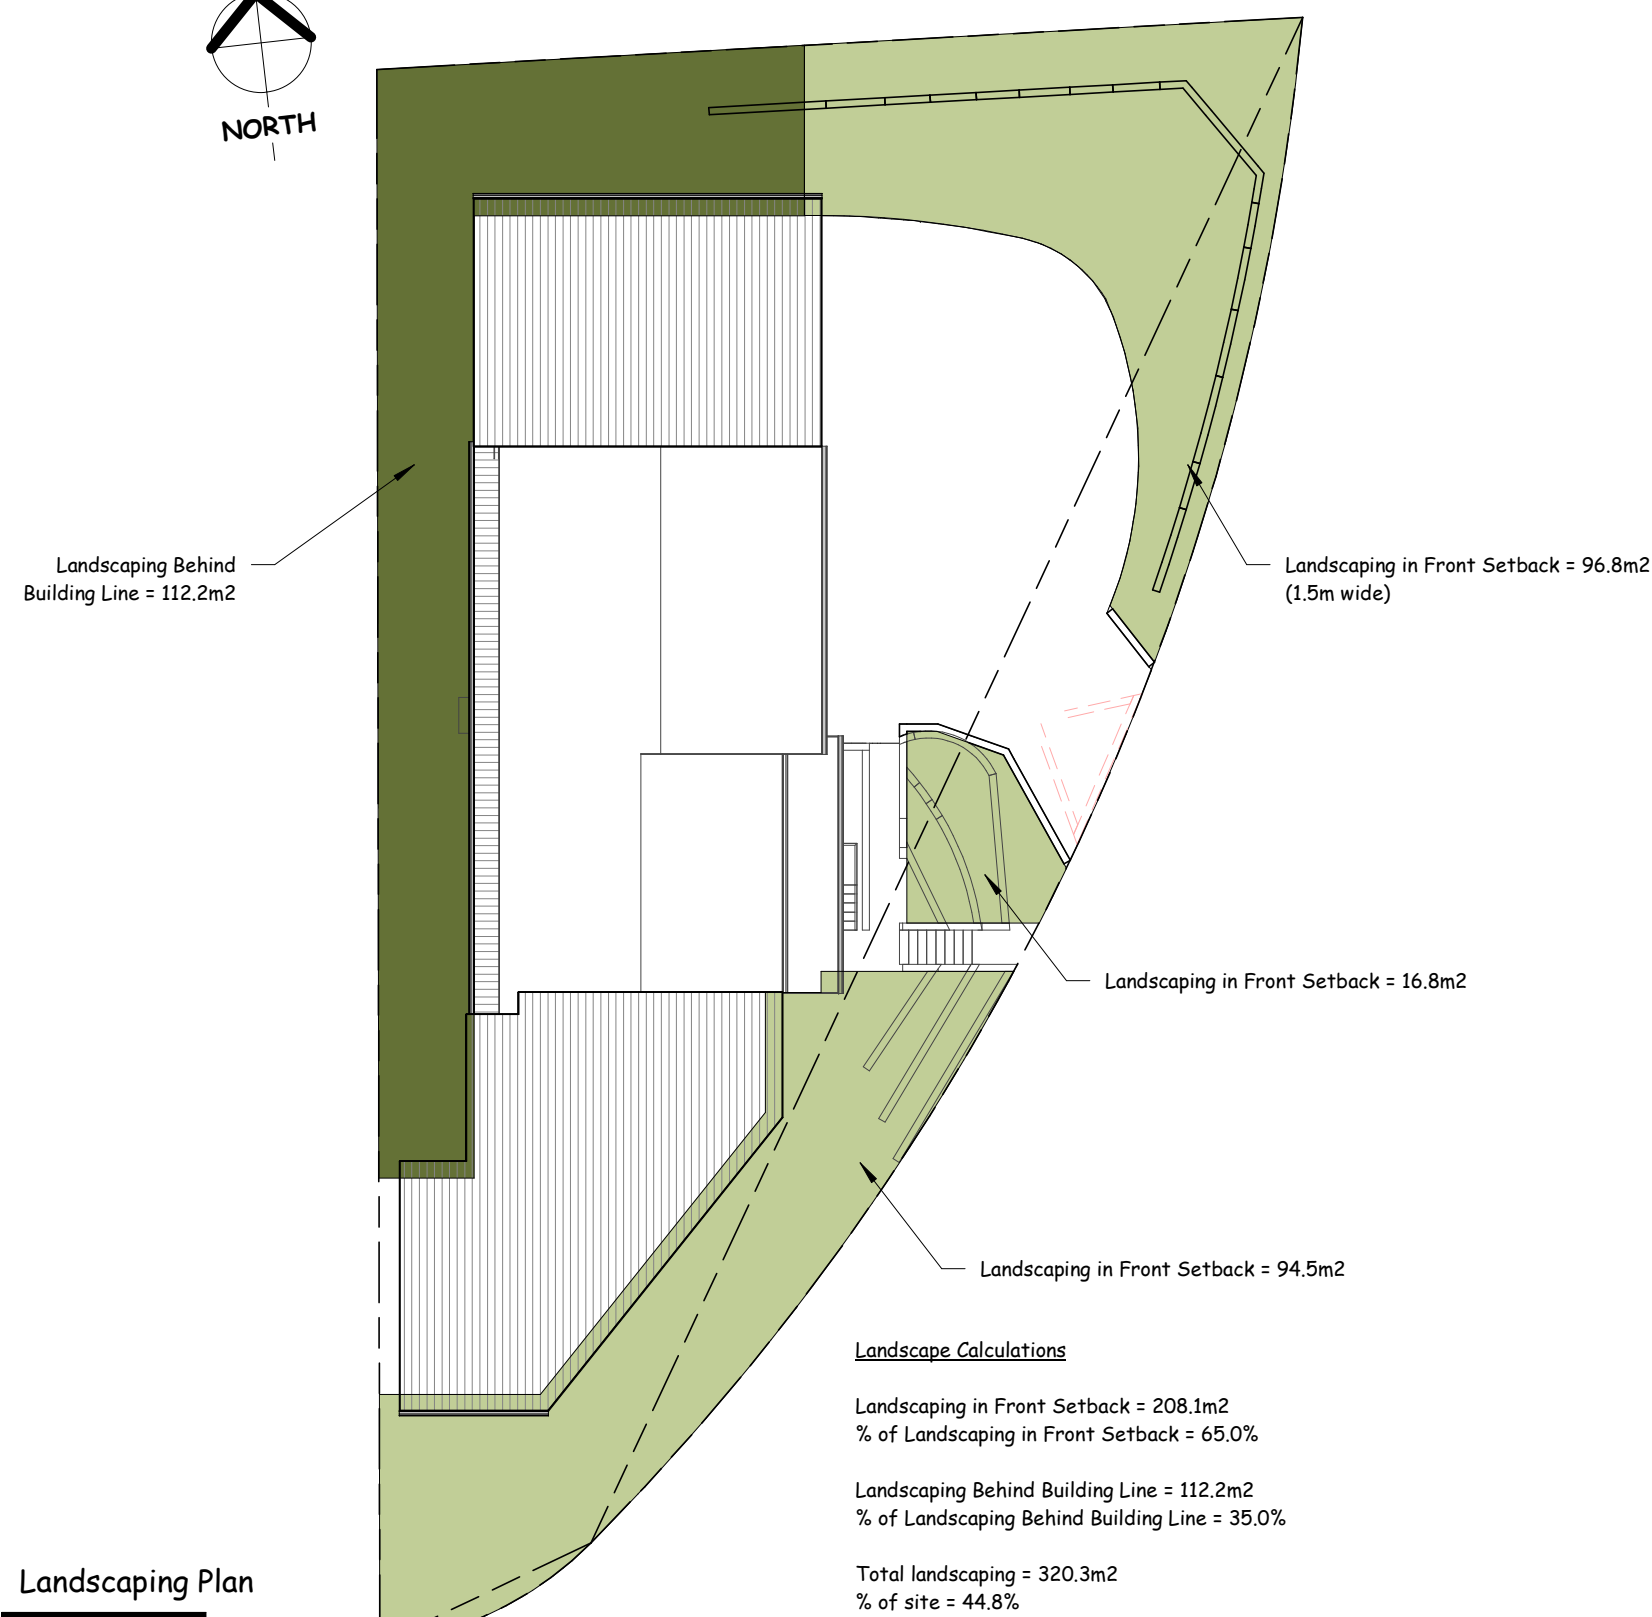 NORTH
Landscaping Behind
Building Line = 112.2m2
Landscaping in Front Setback = 96.8m2
(1.5m wide)
Landscaping in Front Setback = 16.8m2
Landscaping in Front Setback = 94.5m2
Landscape Calculations
Landscaping in Front Setback = 208.1m2
% of Landscaping in Front Setback = 65.0%
Landscaping Behind Building Line = 112.2m2
% of Landscaping Behind Building Line = 35.0%
Total landscaping = 320.3m2
% of site = 44.8%
Landscaping Plan